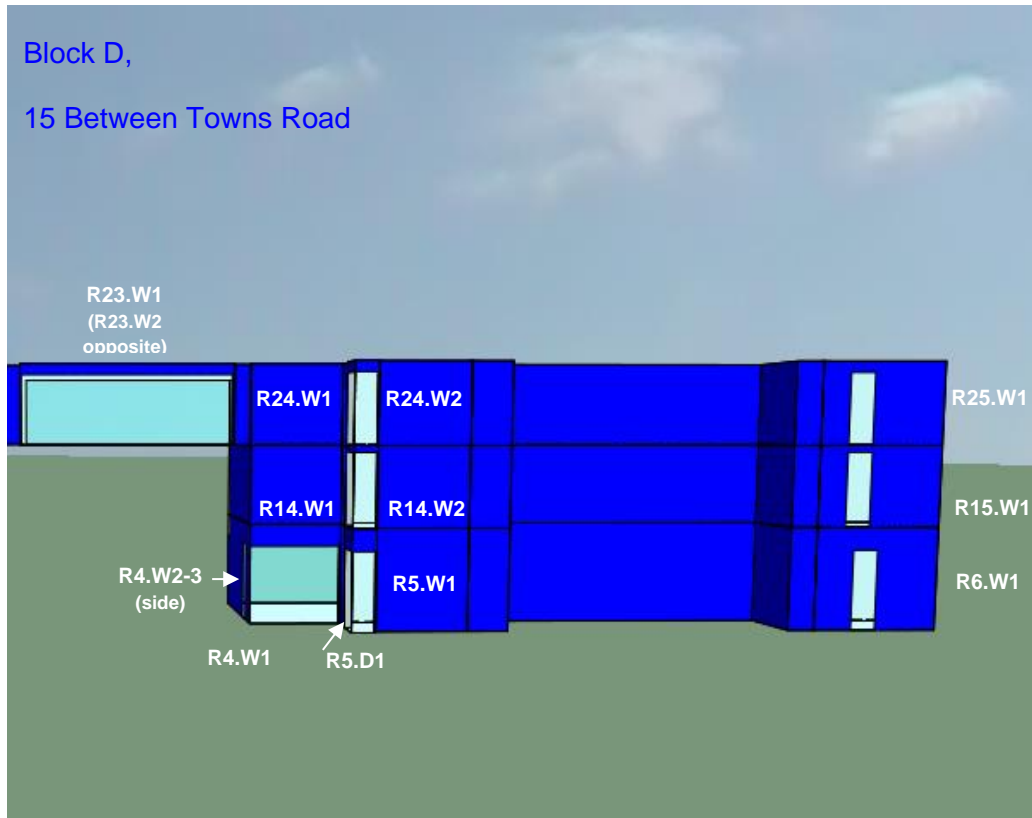 Block D,
15 Between Towns Road
R23.W1
(R23.W2
opposite)
R24.W1
R24.W2
R25.W1
R14.W1
R14.W2
R15.W1
R4.W2-3
(side)
R5.W1
R6.W1
R4.W1
R5.D1